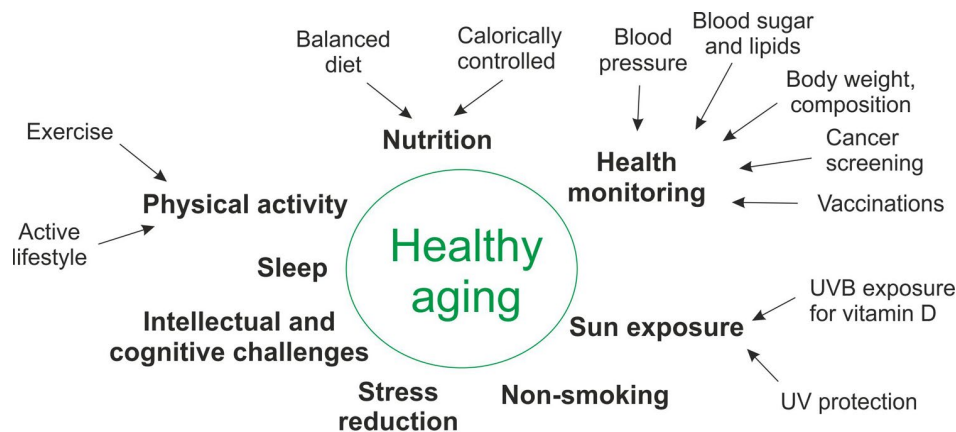 Balanced
diet
Calorically
controlled
Blood
pressure
Blood sugar
and lipids
Body weight,
composition
Cancer
screening
Vaccinations
Exercise
Active
lifestyle
Nutrition
Health
monitoring
Physical activity
Sleep
Healthy
aging
Intellectual and
cognitive challenges
Stress
reduction
Non-smoking
Sun exposure
UVB exposure
for vitamin D
UV protection